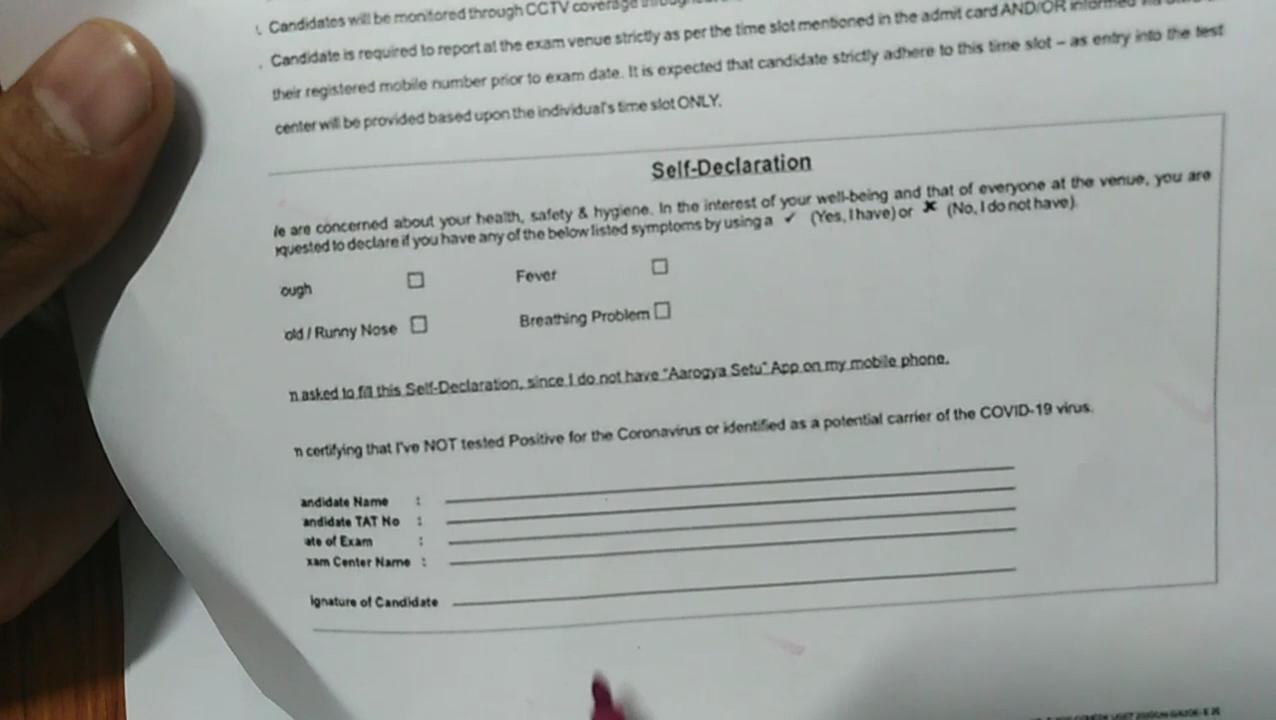 Candidates will be monitored through CCTV coverage
Candidate is required to report at the exam venue strictly as per the time slot mentioned in the admit card AND/OR informed via
their registered mobile number prior to exam date. It is expected that candidate strictly adhere to this time slot – as entry into the test
center will be provided based upon the individual's time slot ONLY.
Self-Declaration
le are concerned about your health, safety & hygiene. In the interest of your well-being and that of everyone at the venue, you are
quested to declare if you have any of the below listed symptoms by using a ✓ (Yes, I have) or ✗ (No, I do not have).
ough ☐ Fever ☐
old / Runny Nose ☐ Breathing Problem ☐
n asked to fill this Self-Declaration, since I do not have "Aarogya Setu" App on my mobile phone.
n certifying that I've NOT tested Positive for the Coronavirus or identified as a potential carrier of the COVID-19 virus.
andidate Name :
andidate TAT No :
ate of Exam :
xam Center Name :
ignature of Candidate